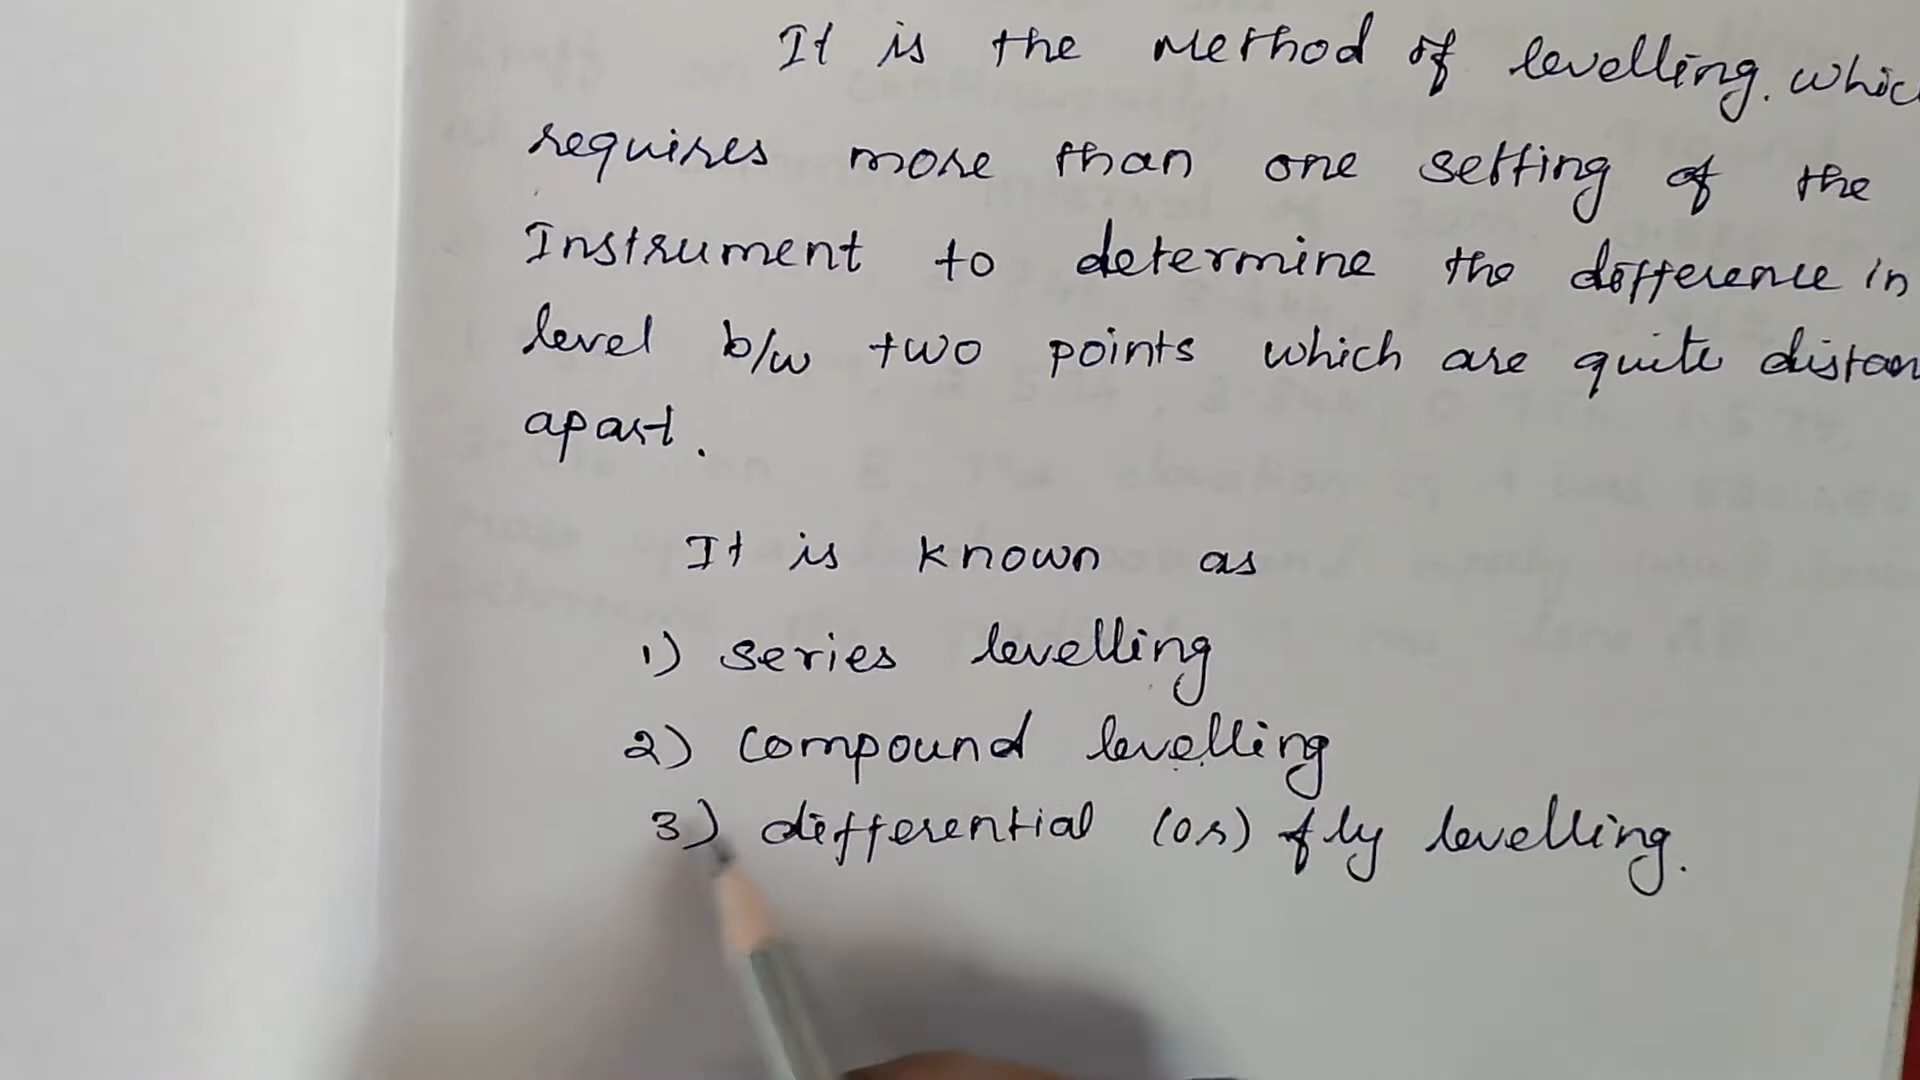 It is the Method of levelling. which
requires more than one setting of the
Instrument to determine the difference in
level b/w two points which are quite distan
apart.
It is known as
1) series levelling
2) compound levelling
3) differential (or) fly levelling.